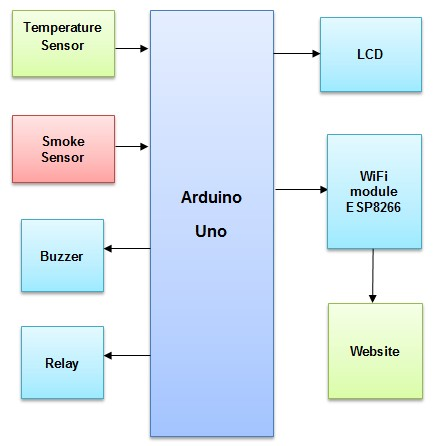 Temperature
Sensor
Smoke
Sensor
Buzzer
Relay
Arduino
Uno
LCD
WiFi
module
ESP8266
Website